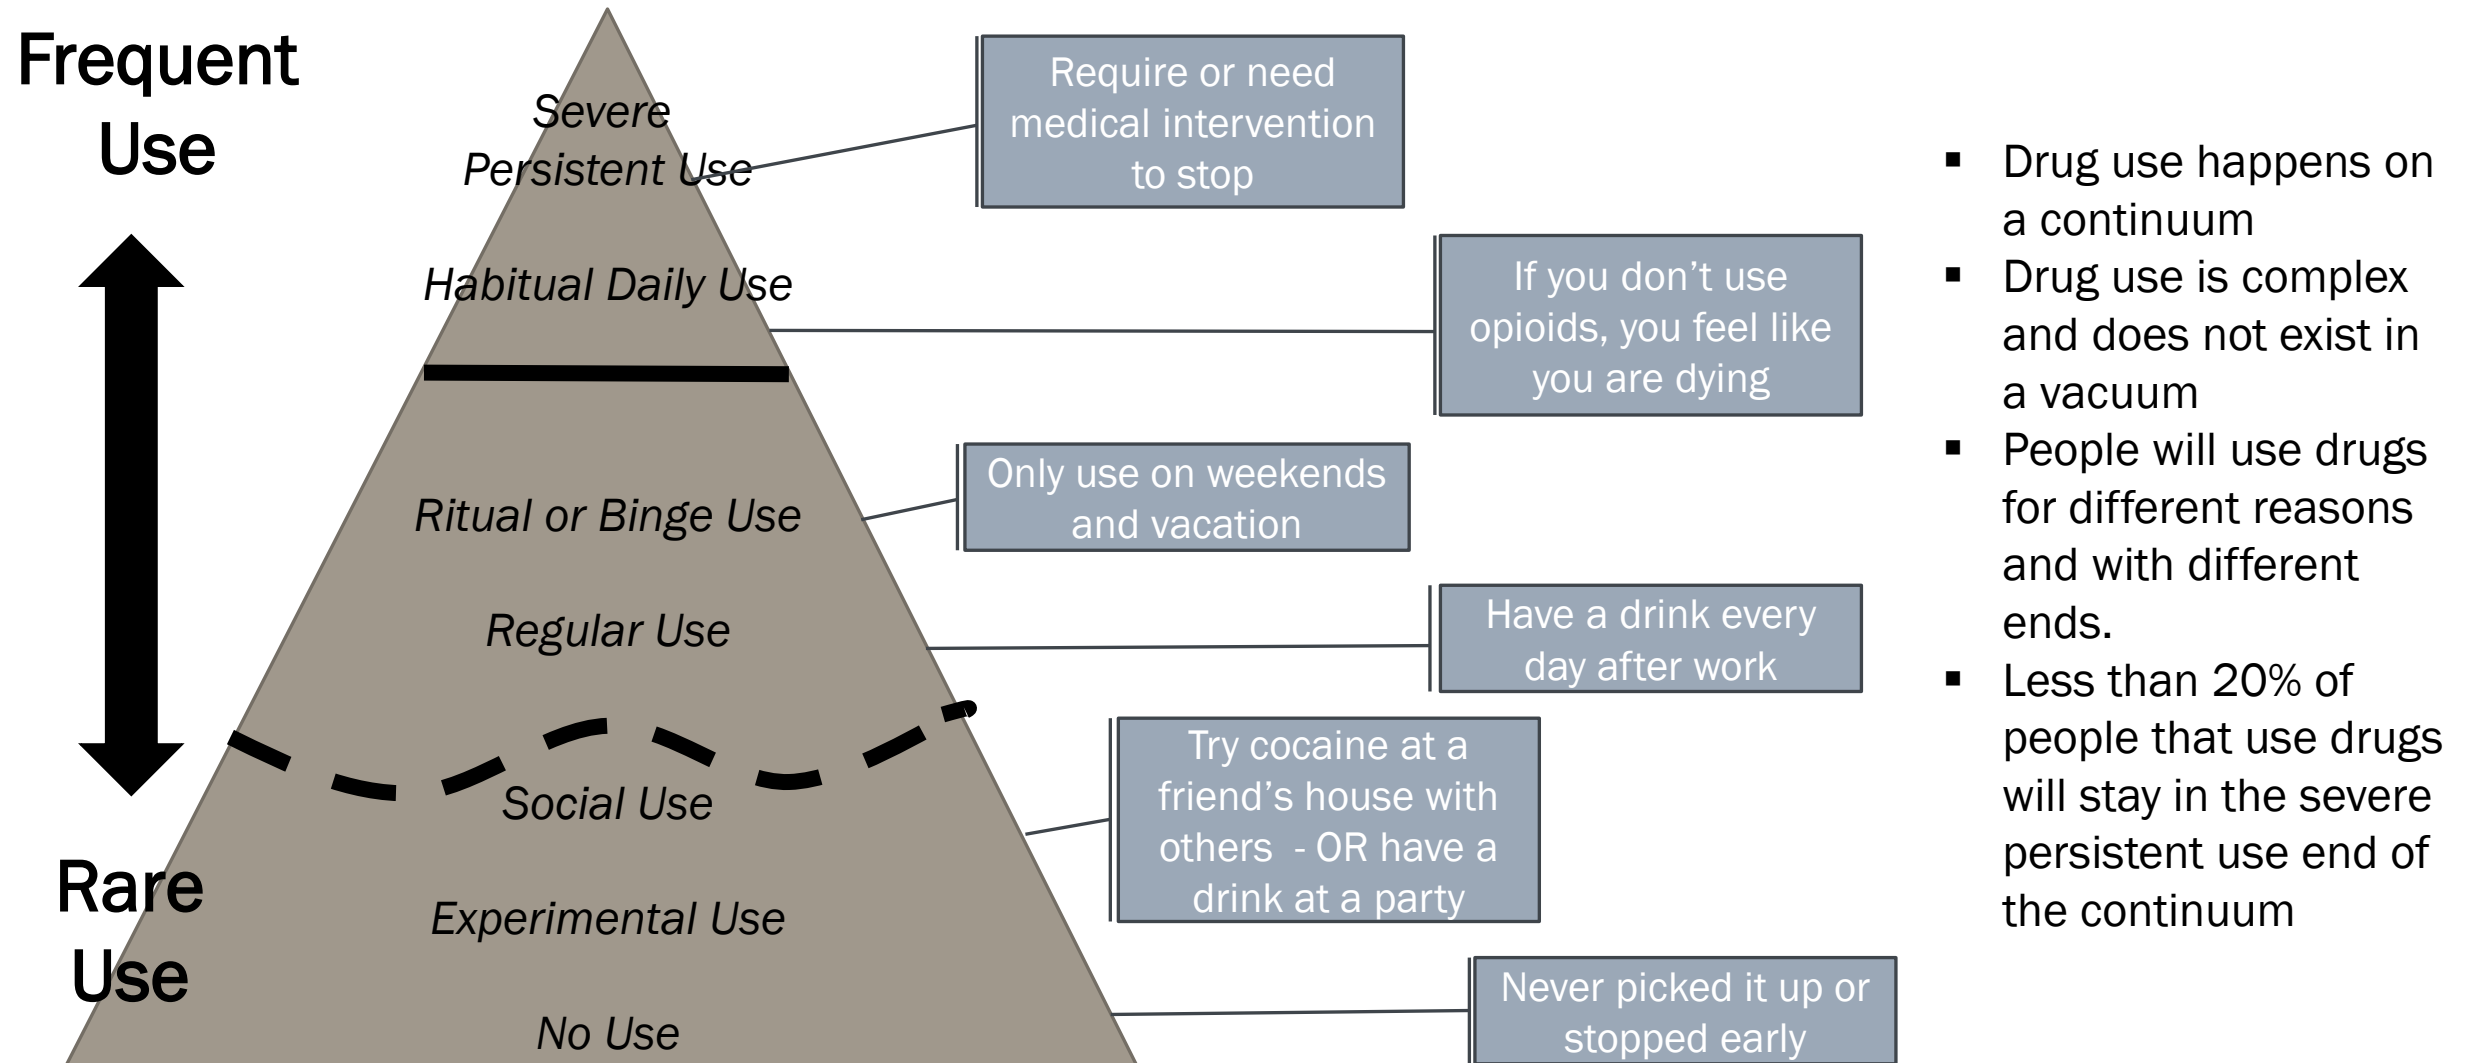 Frequent
Use
Rare
Use
Severe
Persistent Use
Habitual Daily Use
Ritual or Binge Use
Regular Use
Social Use
Experimental Use
No Use
Require or need
medical intervention
to stop
If you don’t use
opioids, you feel like
you are dying
Only use on weekends
and vacation
Have a drink every
day after work
Try cocaine at a
friend’s house with
others  - OR have a
drink at a party
Never picked it up or
stopped early
▪ Drug use happens on
a continuum
▪ Drug use is complex
and does not exist in
a vacuum
▪ People will use drugs
for different reasons
and with different
ends.
▪ Less than 20% of
people that use drugs
will stay in the severe
persistent use end of
the continuum